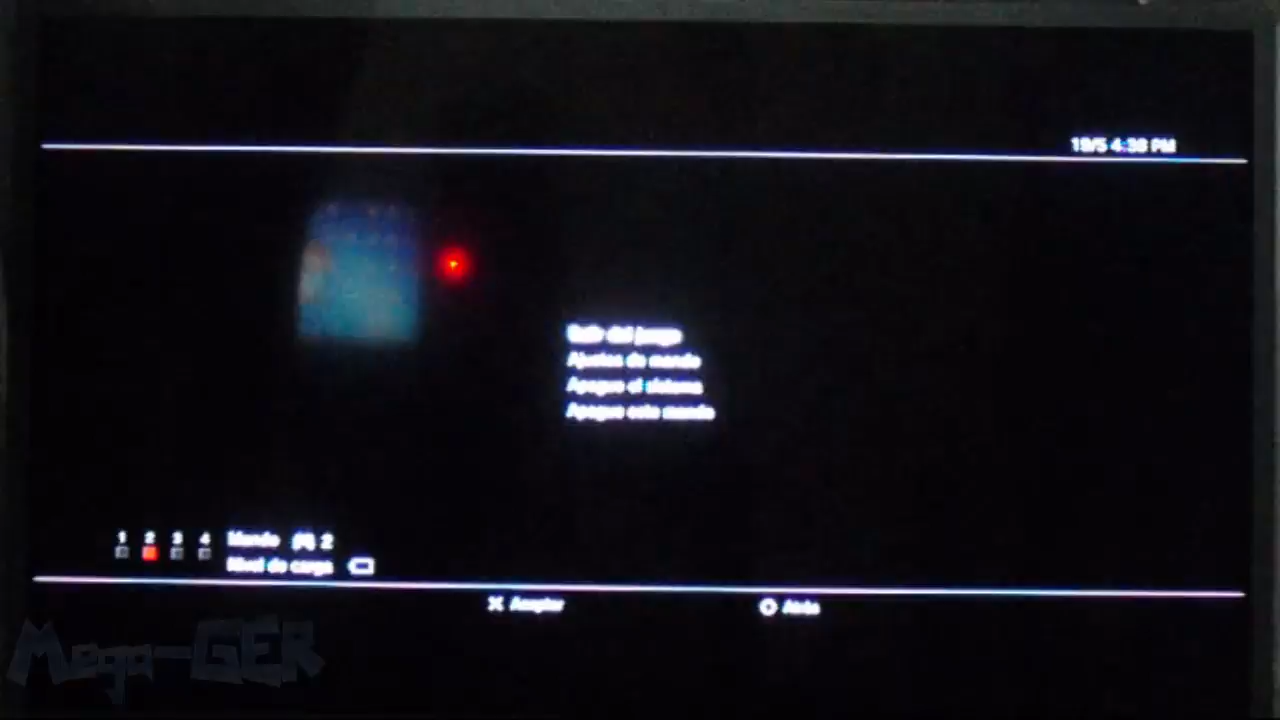 19/5 4:38 PM
Salir del juego
Ajustes de mando
Apague el sistema
Apague este mando
1 2 3 4
Mando 2
Nivel de carga
Aceptar
Atrás
Mega-GER